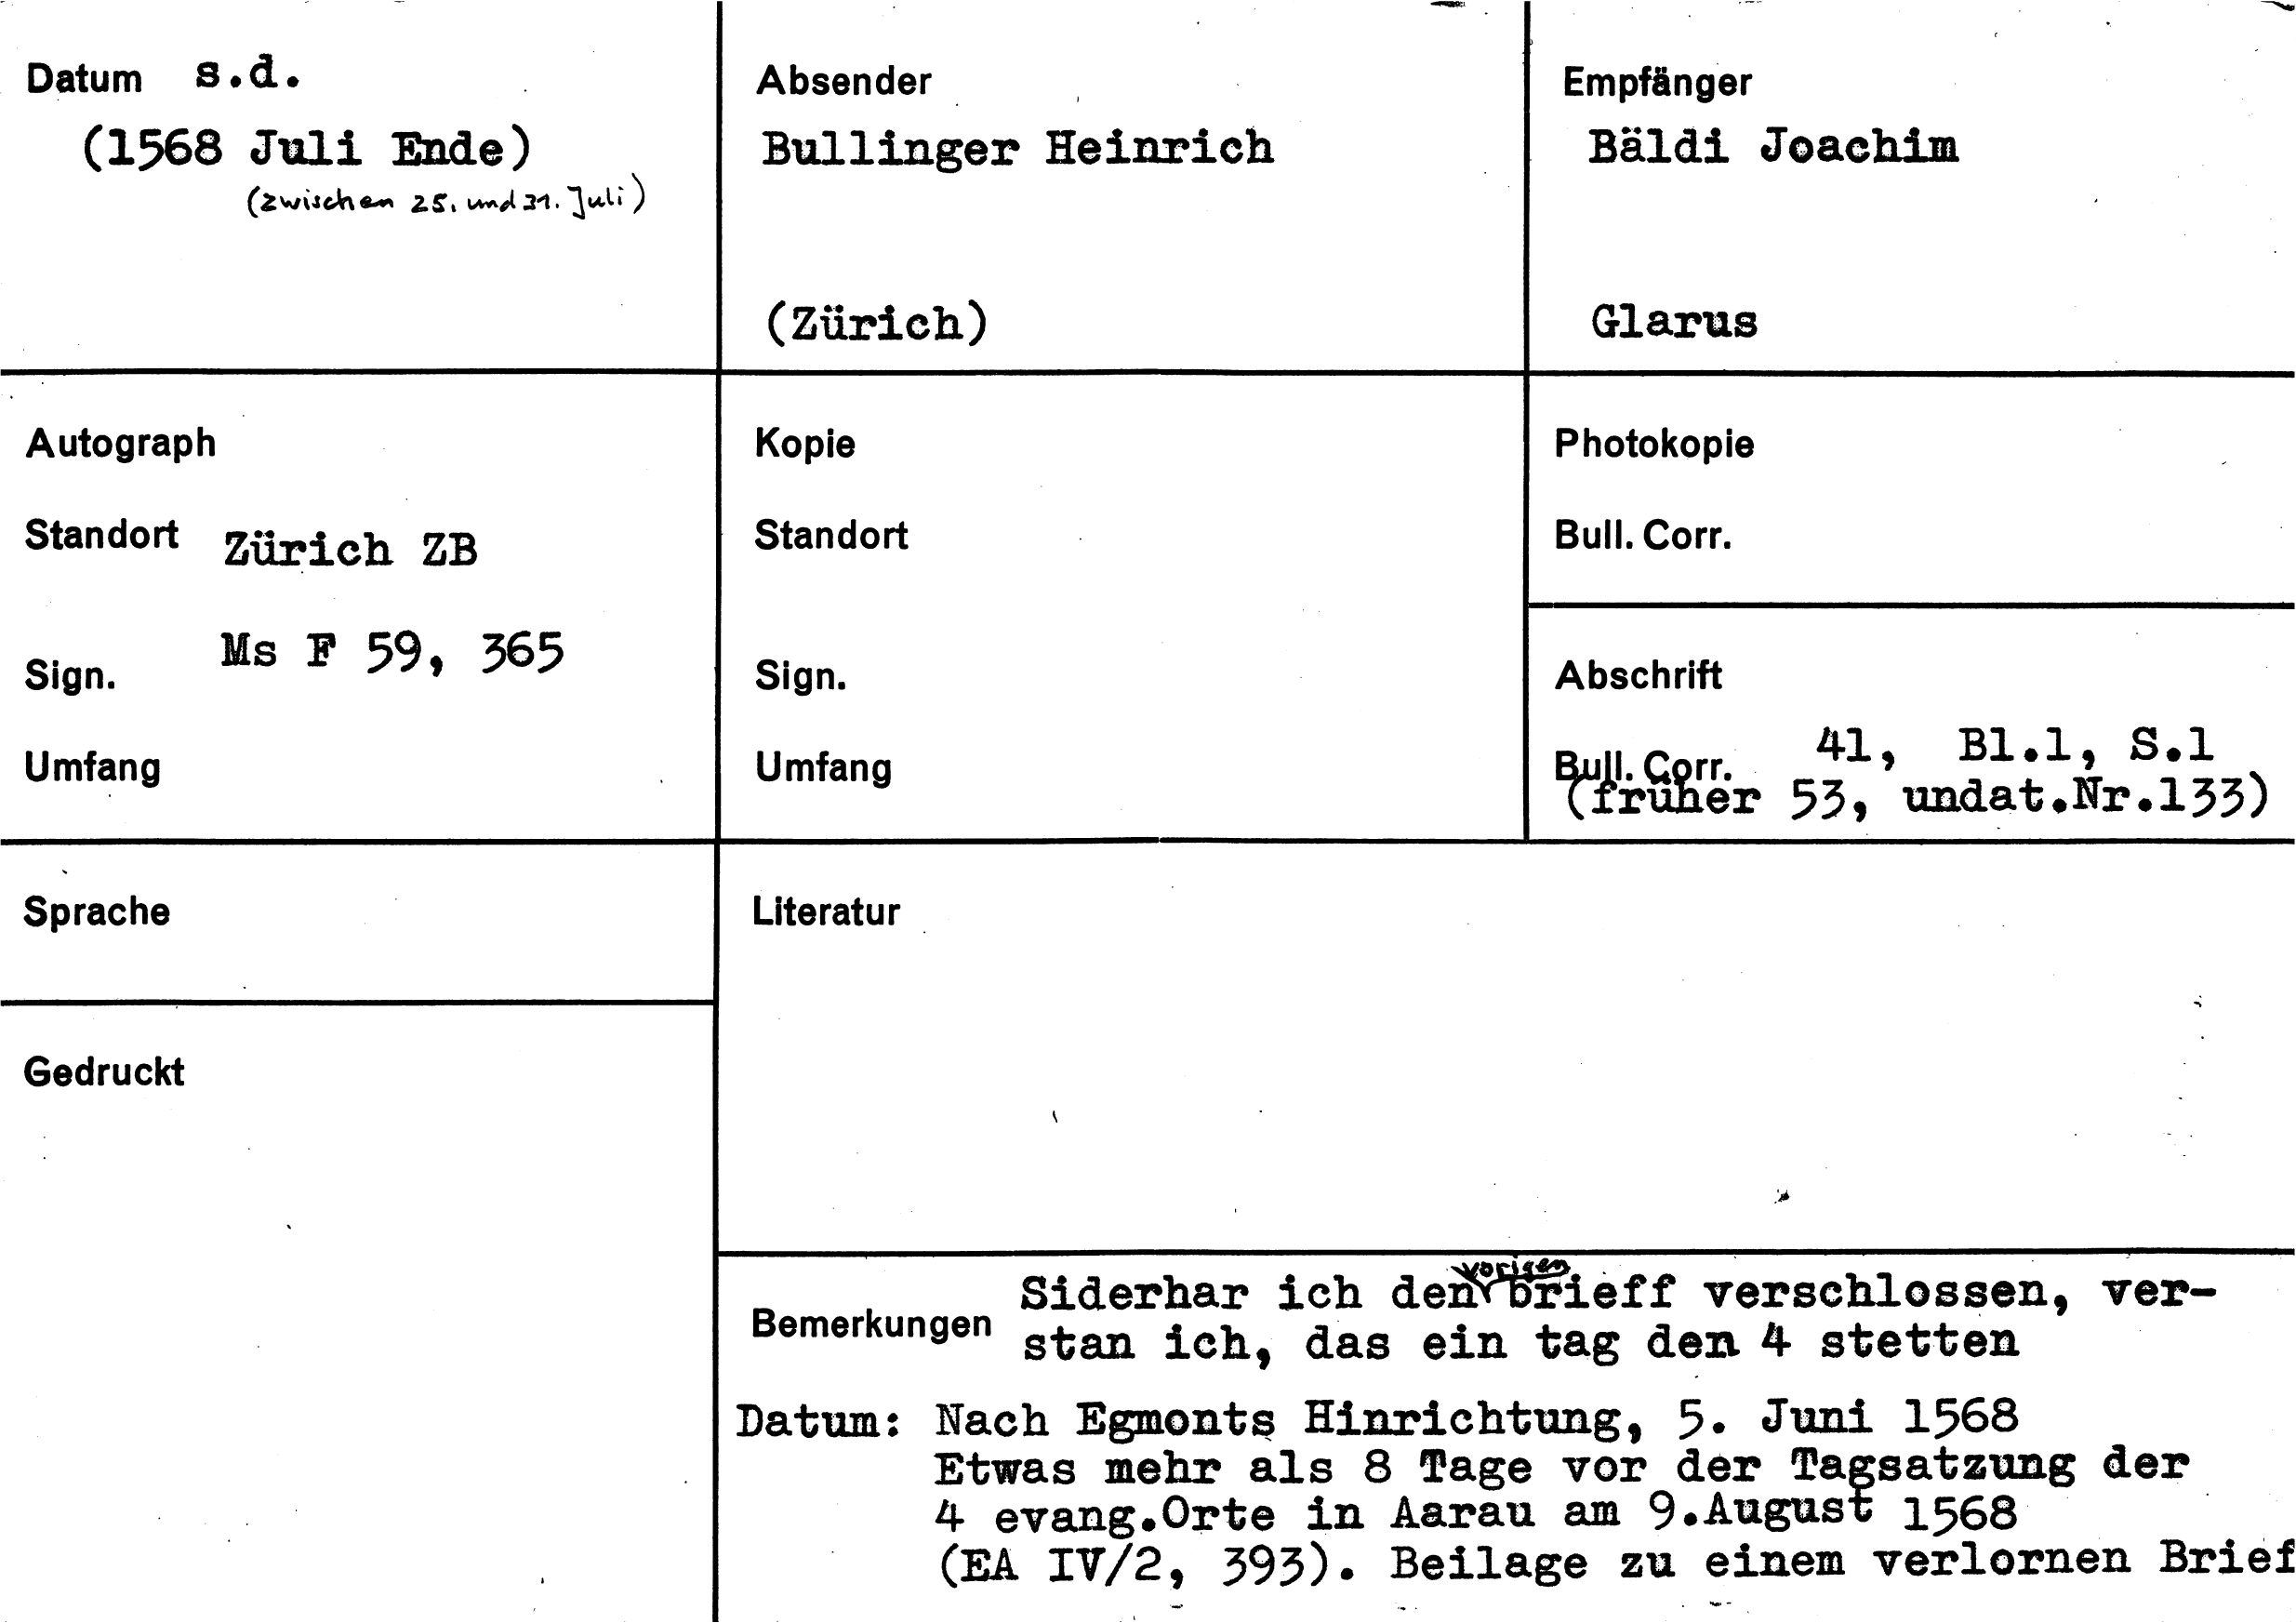 Datum s.d.
(1568 Juli Ende)
(zwischen 25. und 31. Juli)
Absender
Bullinger Heinrich
(Zürich)
Empfänger
Bäldi Joachim
Glarus
Autograph
Standort Zürich ZB
Sign. Ms F 59, 365
Umfang
Kopie
Standort
Sign.
Umfang
Photokopie
Bull. Corr.
Abschrift
Bull. Corr. 41, Bl.1, S.1
(früher 53, undat.Nr.133)
Sprache
Literatur
Gedruckt
Bemerkungen
Siderhar ich den vorigen brieff verschlossen, ver-
stan ich, das ein tag den 4 stetten
Datum: Nach Egmonts Hinrichtung, 5. Juni 1568
Etwas mehr als 8 Tage vor der Tagsatzung der
4 evang.Orte in Aarau am 9.August 1568
(EA IV/2, 393). Beilage zu einem verlornen Brief